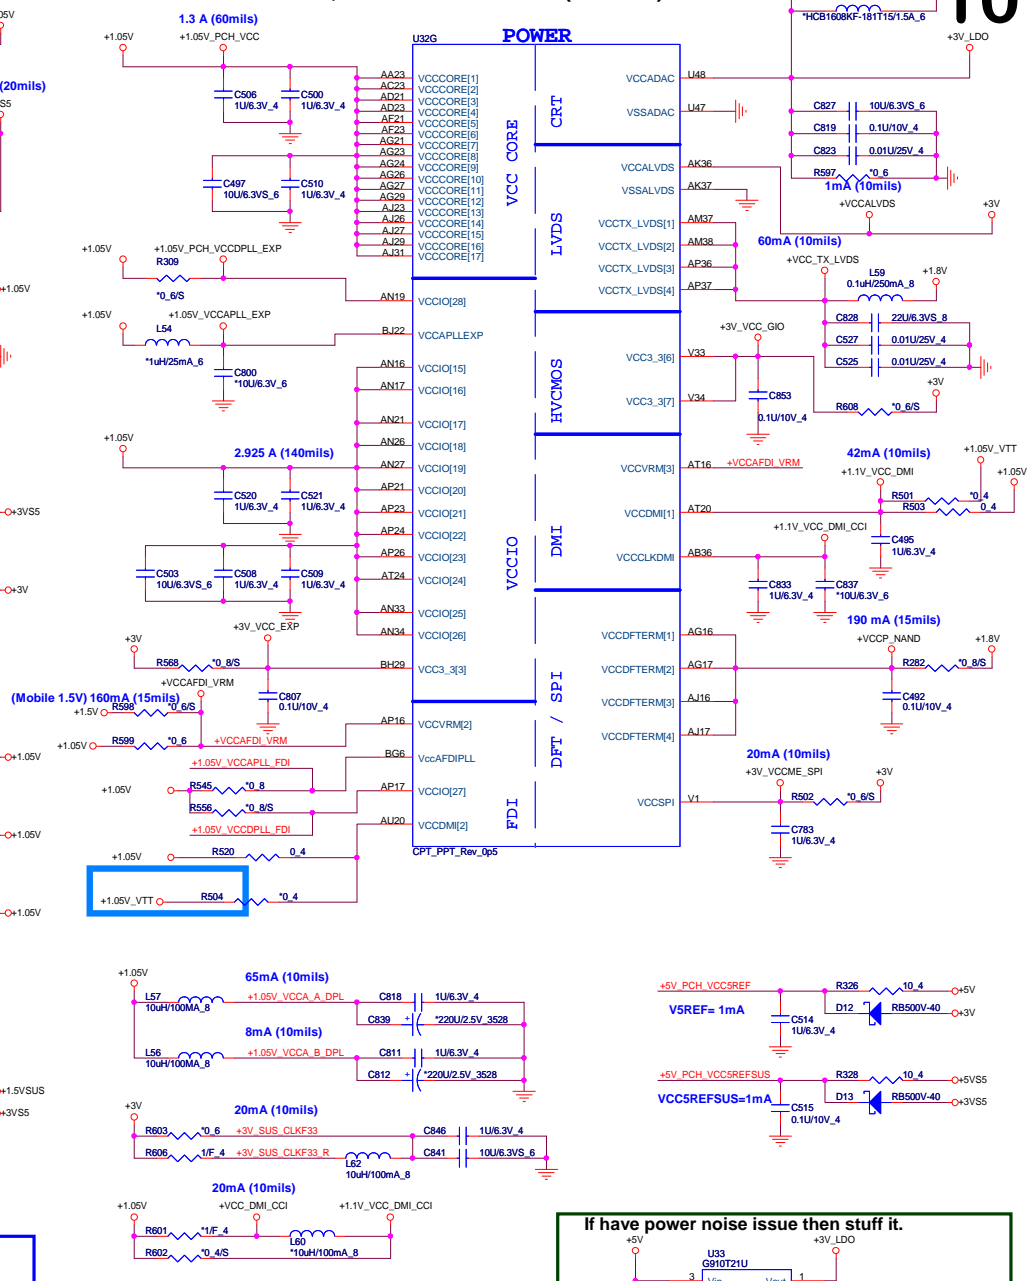 10
*HCB1608KF-181T15/1.5A_6
1.3 A (60mils)
+1.05V
+1.05V_PCH_VCC
U32G
POWER
+3V_LDO
(20mils)
S5
C506
1U/6.3V_4
C500
1U/6.3V_4
C497
10U/6.3VS_6
C510
1U/6.3V_4
AA23 VCCCORE[1]
AC23 VCCCORE[2]
AD21 VCCCORE[3]
AD23 VCCCORE[4]
AF21 VCCCORE[5]
AF23 VCCCORE[6]
AG21 VCCCORE[7]
AG23 VCCCORE[8]
AG24 VCCCORE[9]
AG26 VCCCORE[10]
AG27 VCCCORE[11]
AG29 VCCCORE[12]
AJ23 VCCCORE[13]
AJ26 VCCCORE[14]
AJ27 VCCCORE[15]
AJ29 VCCCORE[16]
AJ31 VCCCORE[17]
VCC CORE
CRT
LVDS
VCCADAC U48
VSSADAC U47
VCCALVDS AK36
VSSALVDS AK37
VCCTX_LVDS[1] AM37
VCCTX_LVDS[2] AM38
VCCTX_LVDS[3] AP36
VCCTX_LVDS[4] AP37
C827 10U/6.3VS_6
C819 0.1U/10V_4
C823 0.01U/25V_4
R597 *0_6
1mA (10mils)
+VCCALVDS
+3V
60mA (10mils)
+VCC_TX_LVDS
L59
0.1uH/250mA_8
+1.8V
C828 22U/6.3VS_8
C527 0.01U/25V_4
C525 0.01U/25V_4
+1.05V
+1.05V_PCH_VCCDPLL_EXP
R309
*0_6/S
+1.05V
AN19 VCCIO[28]
+1.05V
+1.05V_VCCAPLL_EXP
L54
*1uH/25mA_6
BJ22 VCCAPLLEXP
C800
*10U/6.3V_6
HVCMOS
+3V_VCC_GIO
VCC3_3[6] V33
VCC3_3[7] V34
C853
0.1U/10V_4
+3V
R608 *0_6/S
AN16 VCCIO[15]
AN17 VCCIO[16]
AN21 VCCIO[17]
AN26 VCCIO[18]
AN27 VCCIO[19]
AP21 VCCIO[20]
AP23 VCCIO[21]
AP24 VCCIO[22]
AP26 VCCIO[23]
AT24 VCCIO[24]
AN33 VCCIO[25]
AN34 VCCIO[26]
VCCIO
DMI
+1.05V
2.925 A (140mils)
C520
1U/6.3V_4
C521
1U/6.3V_4
C503
10U/6.3VS_6
C508
1U/6.3V_4
C509
1U/6.3V_4
+3VS5
+3V
VCCVRM[3] AT16 +VCCAFDI_VRM
42mA (10mils)
+1.1V_VCC_DMI
+1.05V_VTT
+1.05V
R501 *0_4
R503 0_4
VCCDMI[1] AT20
C495
1U/6.3V_4
+1.1V_VCC_DMI_CCI
VCCCLKDMI AB36
C833
1U/6.3V_4
C837
*10U/6.3V_6
190 mA (15mils)
+VCCP_NAND
+1.8V
R282 *0_8/S
C492
0.1U/10V_4
VCCDFTERM[1] AG16
VCCDFTERM[2] AG17
VCCDFTERM[3] AJ16
VCCDFTERM[4] AJ17
DFT / SPI
+3V
+3V_VCC_EXP
R568 *0_8/S
BH29 VCC3_3[3]
C807
0.1U/10V_4
+VCCAFDI_VRM
(Mobile 1.5V) 160mA (15mils)
+1.5V R598 *0_6/S
+1.05V R599 *0_6 +VCCAFDI_VRM
AP16 VCCVRM[2]
+1.05V_VCCAPLL_FDI
BG6 VccAFDIPLL
+1.05V
R545 *0_8
R556 *0_8/S
AP17 VCCIO[27]
+1.05V_VCCDPLL_FDI
AU20 VCCDMI[2]
FDI
+1.05V R520 0_4
+1.05V_VTT R504 *0_4
CPT_PPT_Rev_0p5
20mA (10mils)
+3V_VCCME_SPI
+3V
VCCSPI V1
R502 *0_6/S
C783
1U/6.3V_4
+1.05V
+1.05V
+1.05V
+1.05V
65mA (10mils)
L57
10uH/100MA_8
+1.05V_VCCA_A_DPL
C818 1U/6.3V_4
C839 *220U/2.5V_3528
8mA (10mils)
L56
10uH/100MA_8
+1.05V_VCCA_B_DPL
C811 1U/6.3V_4
C812 *220U/2.5V_3528
+1.5VSUS
+3VS5
+5V_PCH_VCC5REF
R326 10_4 +5V
V5REF= 1mA
D12 RB500V-40 +3V
C514
1U/6.3V_4
+5V_PCH_VCC5REFSUS
R328 10_4 +5VS5
VCC5REFSUS=1mA
D13 RB500V-40 +3VS5
C515
0.1U/10V_4
+3V
20mA (10mils)
R603 *0_6 +3V_SUS_CLKF33
R606 1/F_4 +3V_SUS_CLKF33_R
L62
10uH/100mA_8
C846 1U/6.3V_4
C841 10U/6.3VS_6
20mA (10mils)
+1.05V
+VCC_DMI_CCI
+1.1V_VCC_DMI_CCI
R601 *1/F_4
L60
*10uH/100mA_8
R602 *0_4/S
If have power noise issue then stuff it.
+5V
U33
G910T21U
+3V_LDO
3 Vin Vout 1